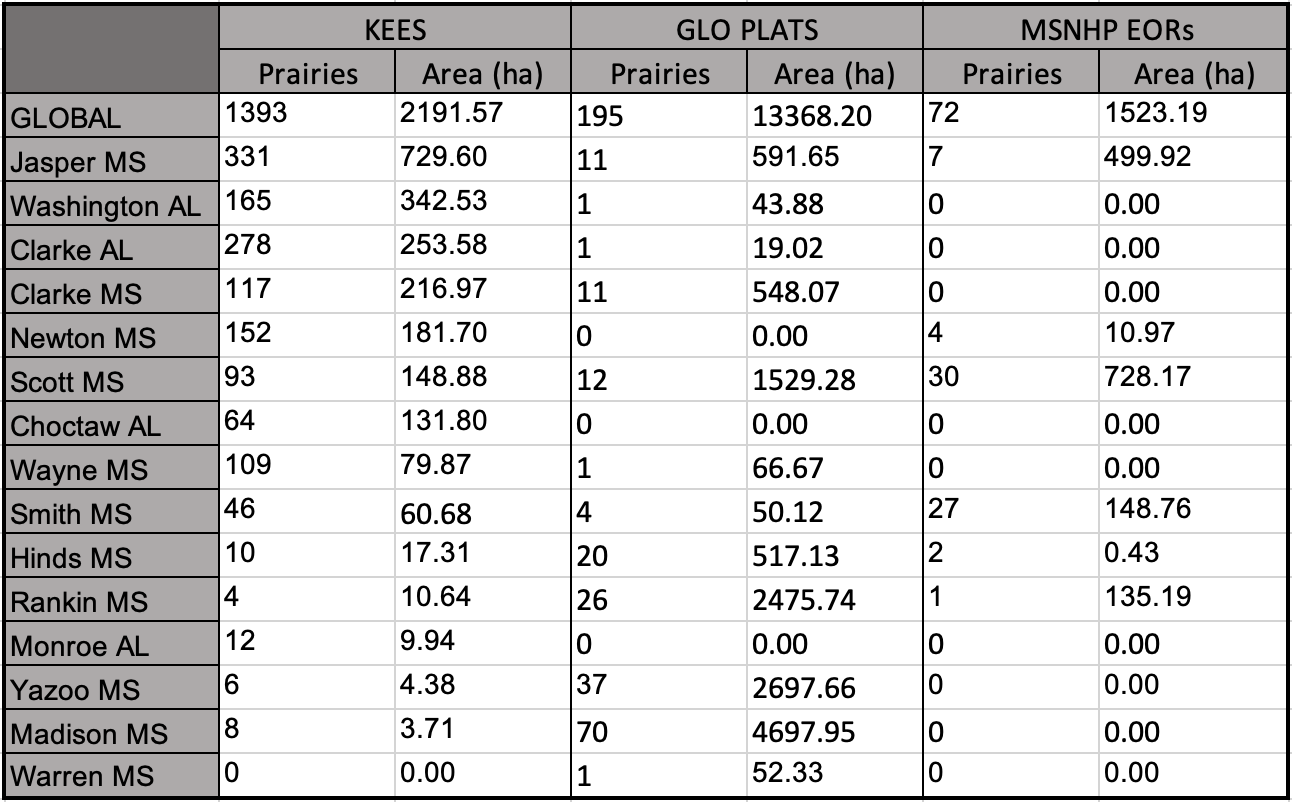 KEES GLO PLATS MSNHP EORs
Prairies Area (ha) Prairies Area (ha) Prairies Area (ha)
GLOBAL 1393 2191.57 195 13368.20 72 1523.19
Jasper MS 331 729.60 11 591.65 7 499.92
Washington AL 165 342.53 1 43.88 0 0.00
Clarke AL 278 253.58 1 19.02 0 0.00
Clarke MS 117 216.97 11 548.07 0 0.00
Newton MS 152 181.70 0 0.00 4 10.97
Scott MS 93 148.88 12 1529.28 30 728.17
Choctaw AL 64 131.80 0 0.00 0 0.00
Wayne MS 109 79.87 1 66.67 0 0.00
Smith MS 46 60.68 4 50.12 27 148.76
Hinds MS 10 17.31 20 517.13 2 0.43
Rankin MS 4 10.64 26 2475.74 1 135.19
Monroe AL 12 9.94 0 0.00 0 0.00
Yazoo MS 6 4.38 37 2697.66 0 0.00
Madison MS 8 3.71 70 4697.95 0 0.00
Warren MS 0 0.00 1 52.33 0 0.00